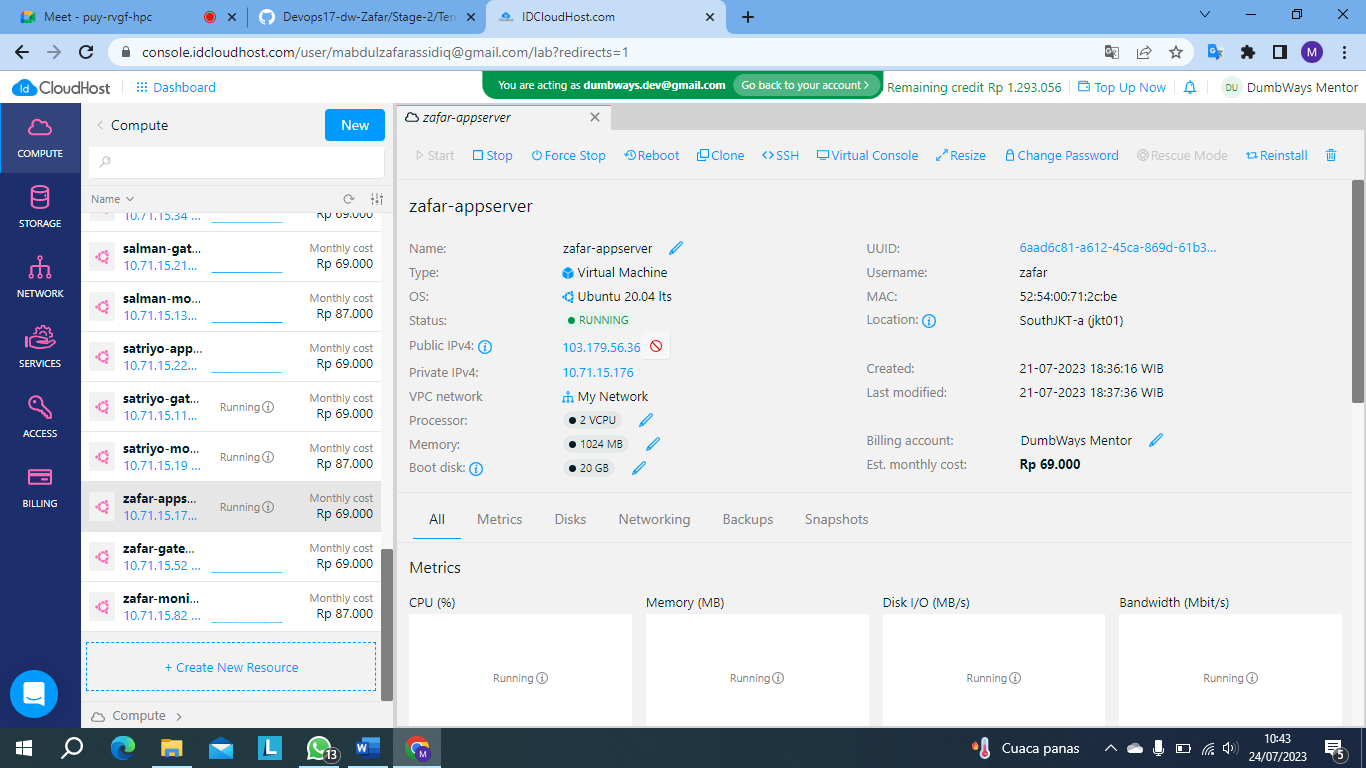 Meet - puy-rvgf-hpc
Devops17-dw-Zafar/Stage-2/Terr
IDCloudHost.com
console.idcloudhost.com/user/mabdulzafarassidiq@gmail.com/lab?redirects=1
M
Id CloudHost
Dashboard
You are acting as dumbways.dev@gmail.com
Go back to your account >
Remaining credit Rp 1.293.056
Top Up Now
DU
DumbWays Mentor
COMPUTE
STORAGE
NETWORK
SERVICES
ACCESS
BILLING
Compute
New
Name
10.71.15.34 ...
Rp 69.000
salman-gat...
10.71.15.21...
Monthly cost
Rp 69.000
salman-mo...
10.71.15.13...
Monthly cost
Rp 87.000
satriyo-app...
10.71.15.22...
Monthly cost
Rp 69.000
satriyo-gat...
10.71.15.11...
Running
Monthly cost
Rp 69.000
satriyo-mo...
10.71.15.19 ...
Running
Monthly cost
Rp 87.000
zafar-apps...
10.71.15.17...
Running
Monthly cost
Rp 69.000
zafar-gate...
10.71.15.52 ...
Monthly cost
Rp 69.000
zafar-moni...
10.71.15.82 ...
Monthly cost
Rp 87.000
+ Create New Resource
Compute
zafar-appserver
Start
Stop
Force Stop
Reboot
Clone
SSH
Virtual Console
Resize
Change Password
Rescue Mode
Reinstall
zafar-appserver
Name: zafar-appserver
Type: Virtual Machine
OS: Ubuntu 20.04 lts
Status: RUNNING
Public IPv4: 103.179.56.36
Private IPv4: 10.71.15.176
VPC network My Network
Processor: 2 VCPU
Memory: 1024 MB
Boot disk: 20 GB
UUID: 6aad6c81-a612-45ca-869d-61b3...
Username: zafar
MAC: 52:54:00:71:2c:be
Location: SouthJKT-a (jkt01)
Created: 21-07-2023 18:36:16 WIB
Last modified: 21-07-2023 18:37:36 WIB
Billing account: DumbWays Mentor
Est. monthly cost: Rp 69.000
All
Metrics
Disks
Networking
Backups
Snapshots
Metrics
CPU (%)
Memory (MB)
Disk I/O (MB/s)
Bandwidth (Mbit/s)
Running
Running
Running
Running
L
13
W
M
Cuaca panas
10:43
24/07/2023
5